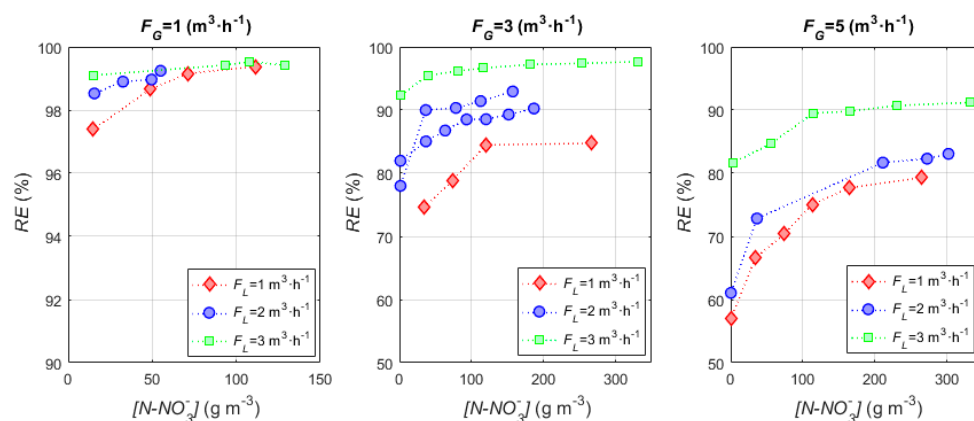 F_G=1 (m³·h⁻¹)
100
98
96
94
92
90
RE (%)
0 50 100 150
[N-NO₃⁻] (g m⁻³)
F_L=1 m³·h⁻¹
F_L=2 m³·h⁻¹
F_L=3 m³·h⁻¹
F_G=3 (m³·h⁻¹)
100
90
80
70
60
50
RE (%)
0 100 200 300
[N-NO₃⁻] (g m⁻³)
F_L=1 m³·h⁻¹
F_L=2 m³·h⁻¹
F_L=3 m³·h⁻¹
F_G=5 (m³·h⁻¹)
100
90
80
70
60
50
RE (%)
0 100 200 300
[N-NO₃⁻] (g m⁻³)
F_L=1 m³·h⁻¹
F_L=2 m³·h⁻¹
F_L=3 m³·h⁻¹